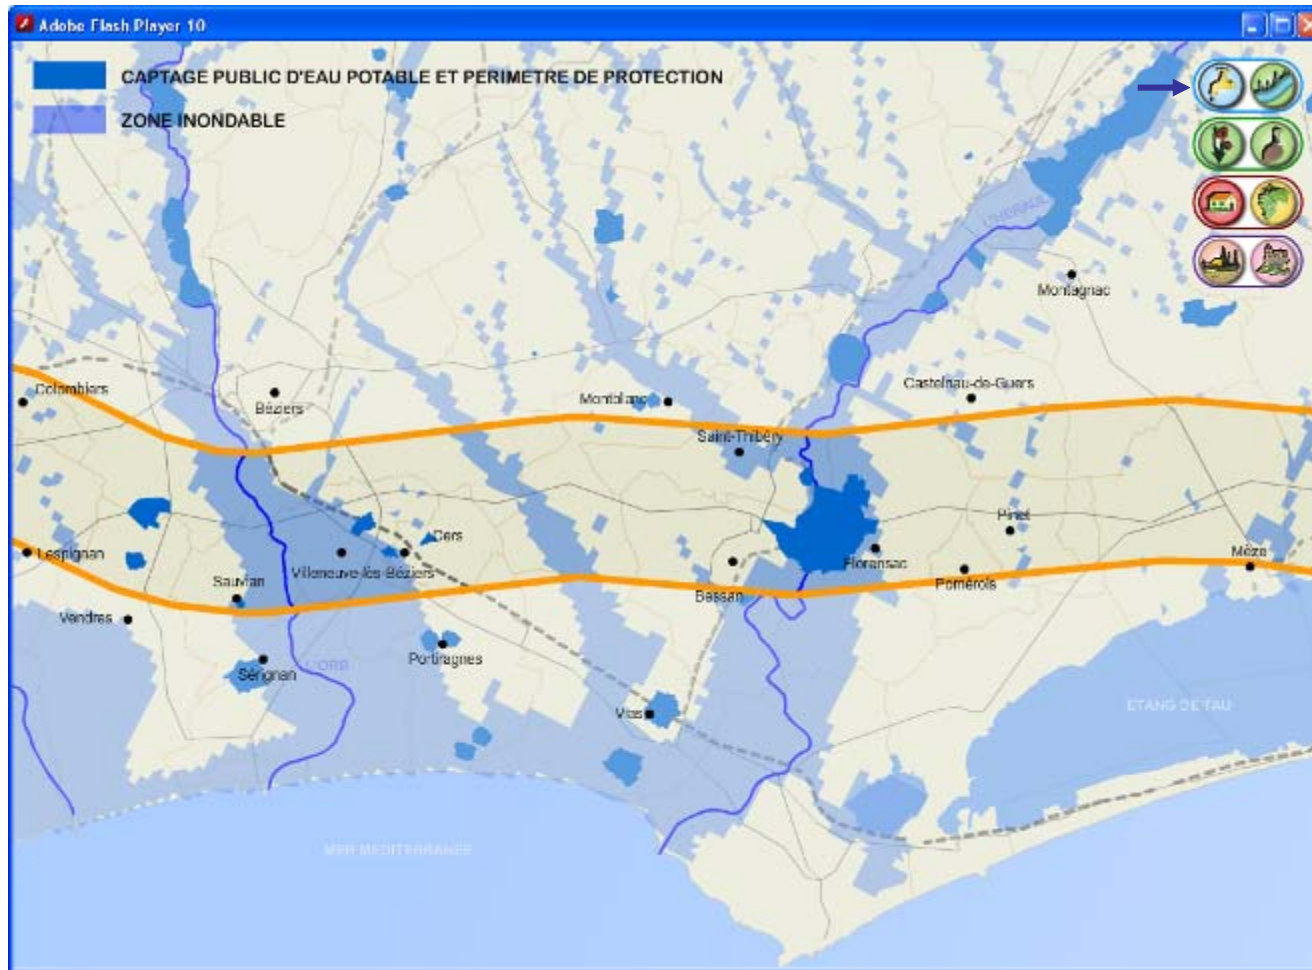 Adobe Flash Player 10
CAPTAGE PUBLIC D'EAU POTABLE ET PERIMETRE DE PROTECTION
ZONE INONDABLE
L'HERAULT
Montagnac
Colombiers
Béziers
Montblanc
Castelnau-de-Guers
Saint-Thibéry
Pinet
Cers
Lespignan
Villeneuve-lès-Béziers
Florensac
Mèze
Sauvian
Bessan
Pomérols
Vendres
Portiragnes
L'ORB
Sérignan
Vias
ETANG DE TAU
MER MEDITERRANEE